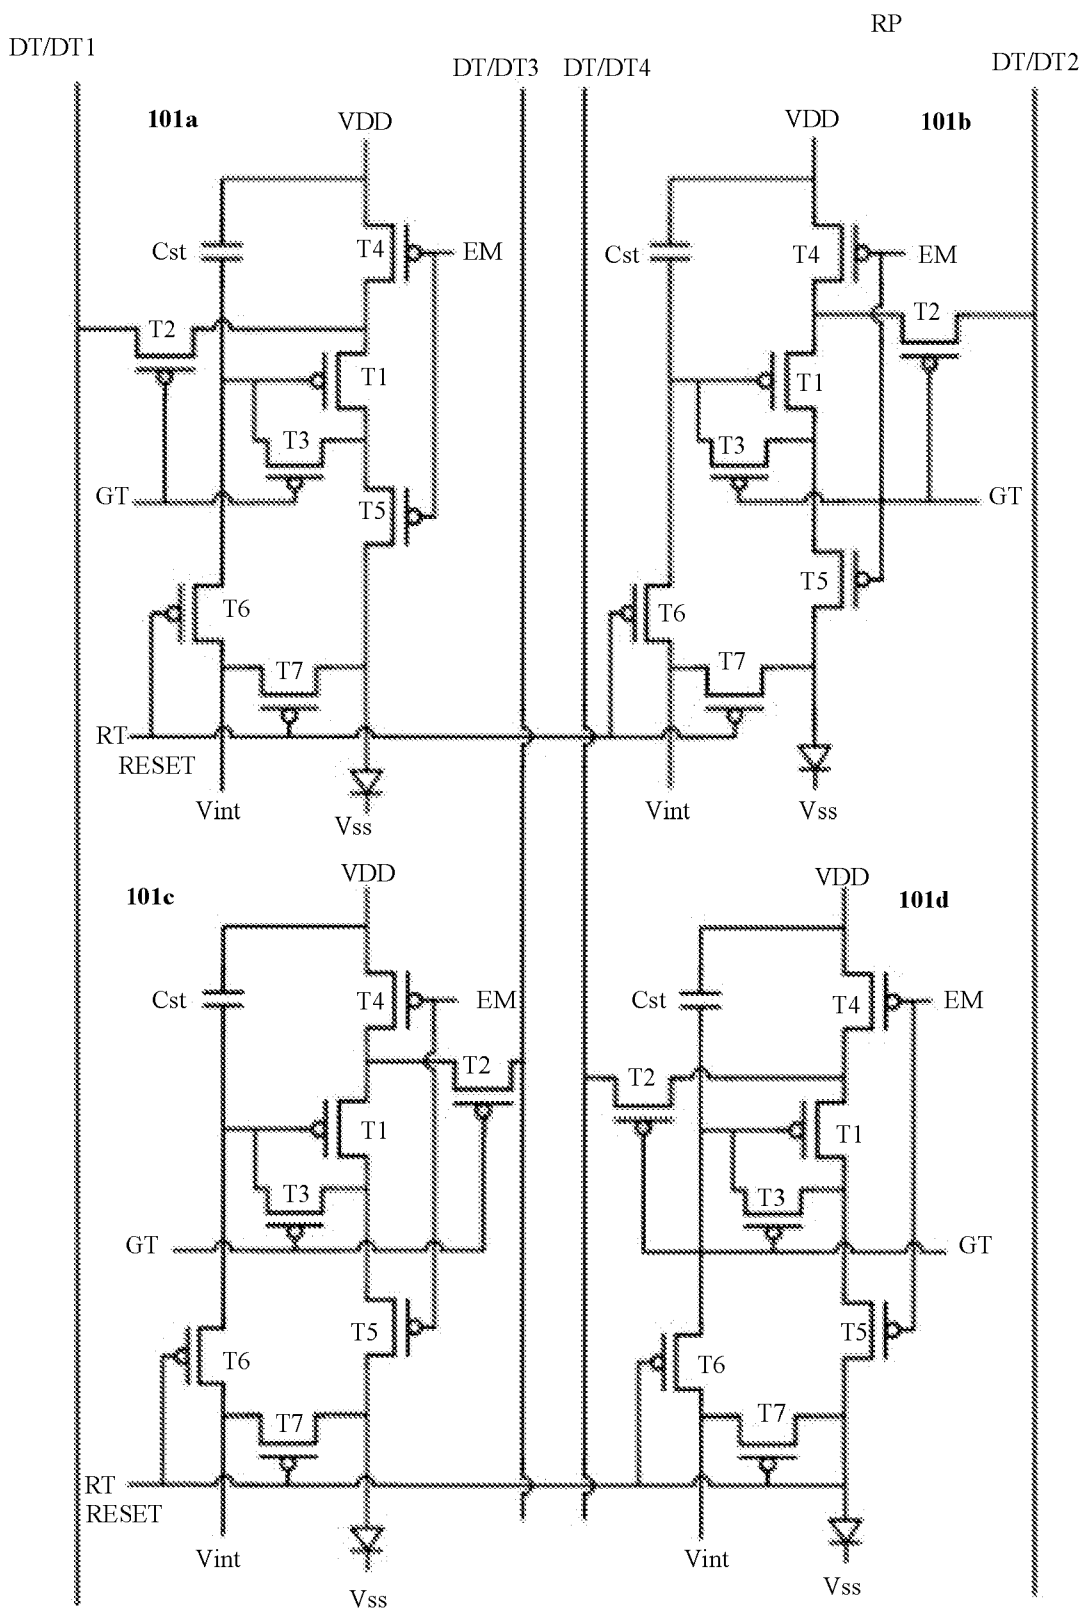 RP
DT/DT1
DT/DT3
DT/DT4
DT/DT2
101a
VDD
VDD
101b
Cst
T4
EM
Cst
T4
EM
T2
T2
T1
T1
T3
T3
GT
T5
GT
T5
T6
T6
T7
T7
RT
RESET
Vint
Vss
Vint
Vss
101c
VDD
VDD
101d
Cst
T4
EM
Cst
T4
EM
T2
T2
T1
T1
T3
T3
GT
GT
T5
T5
T6
T6
T7
T7
RT
RESET
Vint
Vss
Vint
Vss